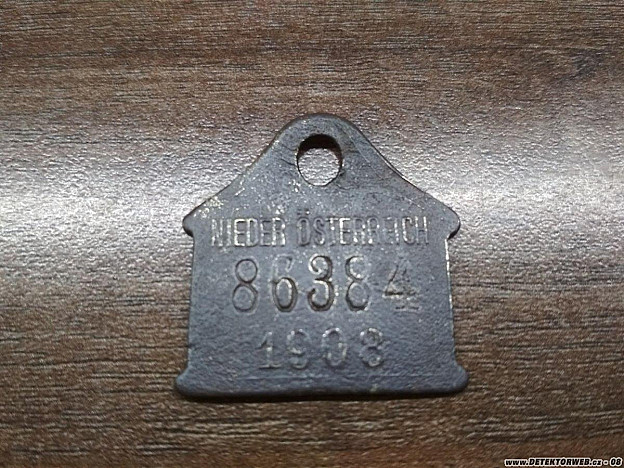 NIEDER ÖSTERREICH
86384
1908
www.DETEKTORWEB.cz - 08